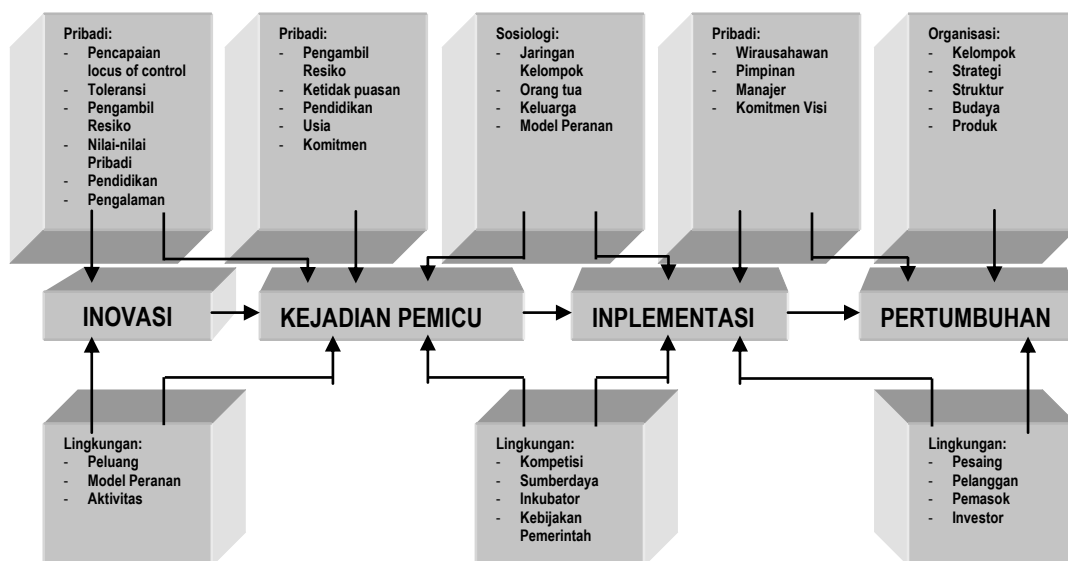 Pribadi:
- Pencapaian
locus of control
- Toleransi
- Pengambil
Resiko
- Nilai-nilai
Pribadi
- Pendidikan
- Pengalaman
Pribadi:
- Pengambil
Resiko
- Ketidak puasan
- Pendidikan
- Usia
- Komitmen
Sosiologi:
- Jaringan
Kelompok
- Orang tua
- Keluarga
- Model Peranan
Pribadi:
- Wirausahawan
- Pimpinan
- Manajer
- Komitmen Visi
Organisasi:
- Kelompok
- Strategi
- Struktur
- Budaya
- Produk
INOVASI
KEJADIAN PEMICU
INPLEMENTASI
PERTUMBUHAN
Lingkungan:
- Peluang
- Model Peranan
- Aktivitas
Lingkungan:
- Kompetisi
- Sumberdaya
- Inkubator
- Kebijakan
Pemerintah
Lingkungan:
- Pesaing
- Pelanggan
- Pemasok
- Investor